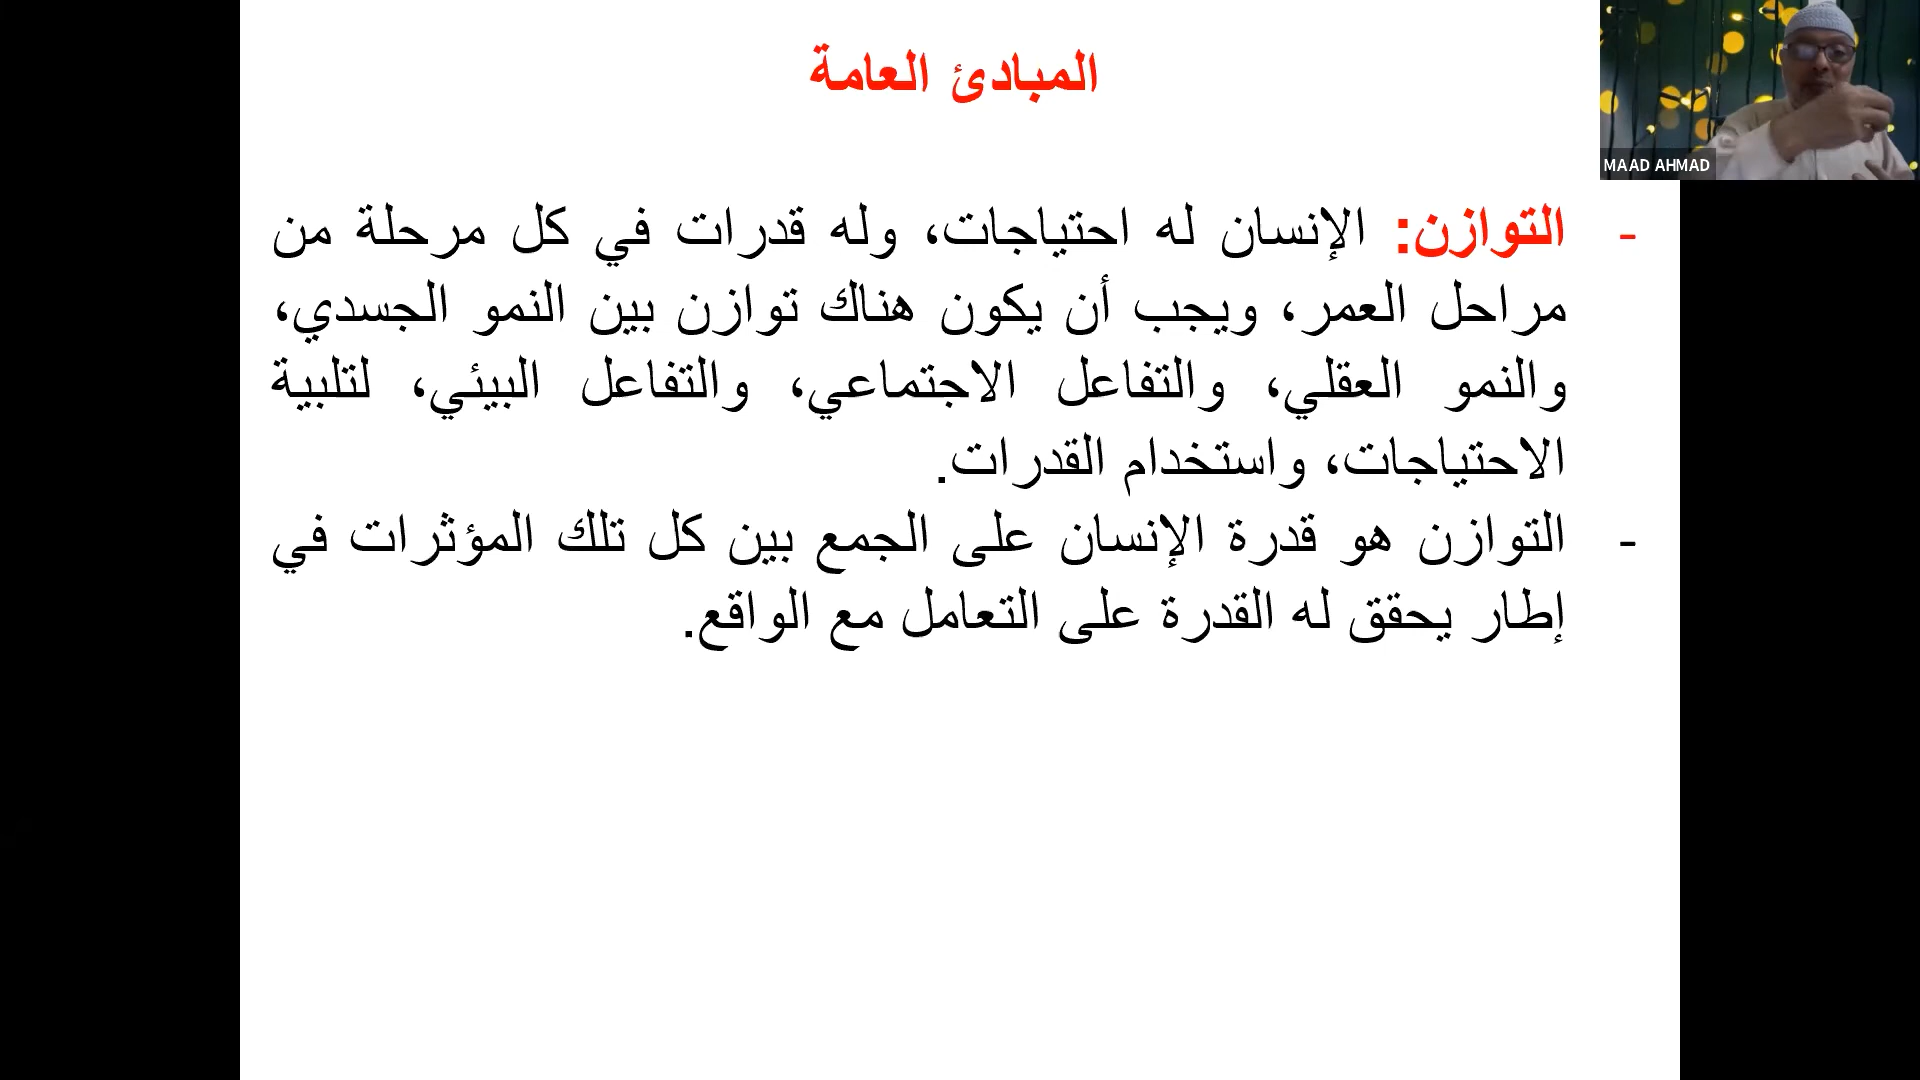 المبادئ العامة
MAAD AHMAD
- التوازن: الإنسان له احتياجات، وله قدرات في كل مرحلة من
مراحل العمر، ويجب أن يكون هناك توازن بين النمو الجسدي،
والنمو العقلي، والتفاعل الاجتماعي، والتفاعل البيئي، لتلبية
الاحتياجات، واستخدام القدرات.
- التوازن هو قدرة الإنسان على الجمع بين كل تلك المؤثرات في
إطار يحقق له القدرة على التعامل مع الواقع.